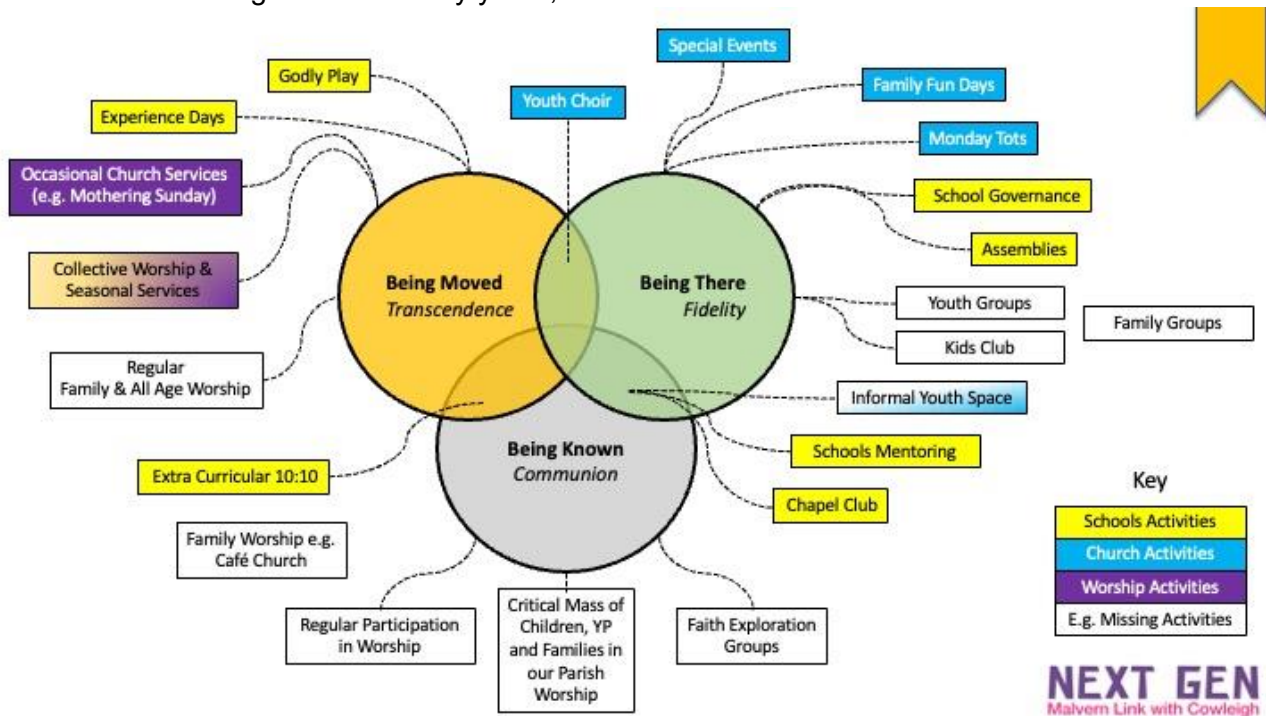 Special Events
Godly Play
Family Fun Days
Youth Choir
Experience Days
Monday Tots
Occasional Church Services
(e.g. Mothering Sunday)
School Governance
Assemblies
Collective Worship &
Seasonal Services
Being Moved
Transcendence
Being There
Fidelity
Youth Groups
Family Groups
Kids Club
Regular
Family & All Age Worship
Informal Youth Space
Being Known
Communion
Schools Mentoring
Extra Curricular 10:10
Chapel Club
Family Worship e.g.
Café Church
Regular Participation
in Worship
Critical Mass of
Children, YP
and Families in
our Parish
Worship
Faith Exploration
Groups
Key
Schools Activities
Church Activities
Worship Activities
E.g. Missing Activities
NEXT GEN
Malvern Link with Cowleigh